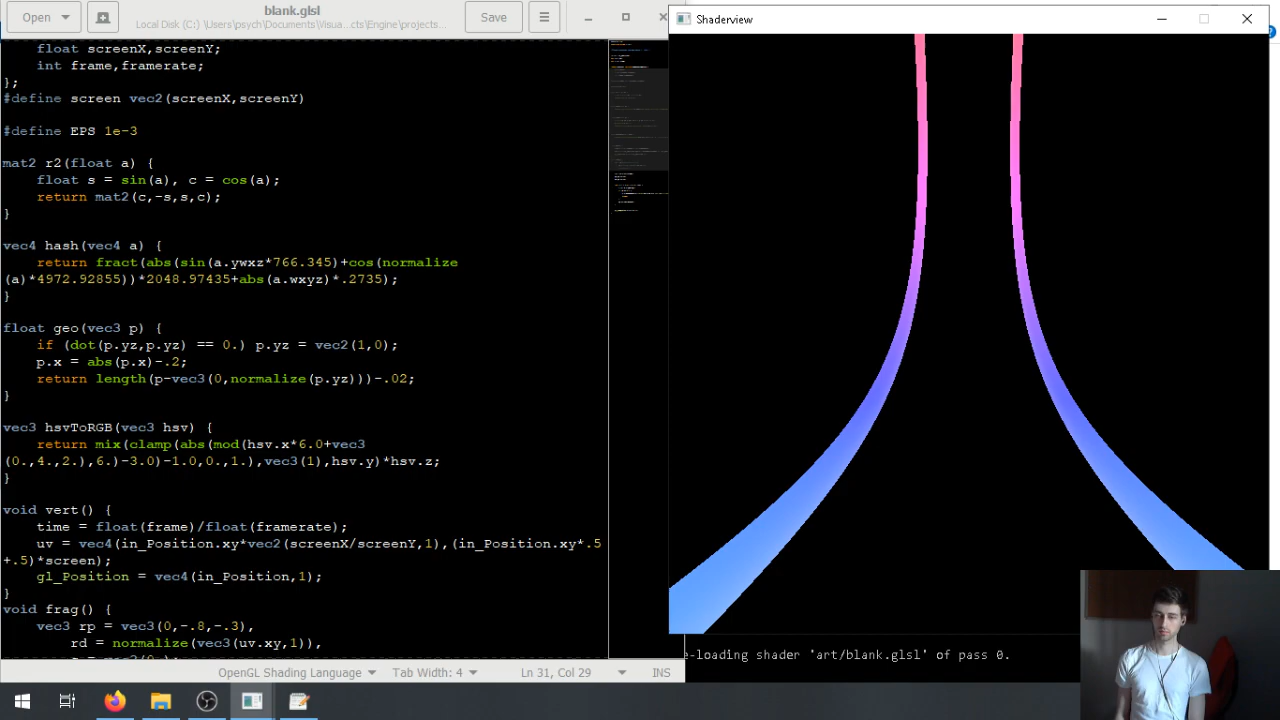 Open
blank.glsl
Local Disk (C:) \Users\psych\Documents\Visua...cts\Engine\projects...
Save
Shaderview
float screenX,screenY;
int frame,framerate;
};
#define screen vec2(screenX,screenY)
#define EPS 1e-3
mat2 r2(float a) {
float s = sin(a), c = cos(a);
return mat2(c,-s,s,c);
}
vec4 hash(vec4 a) {
return fract(abs(sin(a.ywxz*766.345)+cos(normalize
(a)*4972.92855))*2048.97435+abs(a.wxyz)*.2735);
}
float geo(vec3 p) {
if (dot(p.yz,p.yz) == 0.) p.yz = vec2(1,0);
p.x = abs(p.x)-.2;
return length(p-vec3(0,normalize(p.yz)))-.02;
}
vec3 hsvToRGB(vec3 hsv) {
return mix(clamp(abs(mod(hsv.x*6.0+vec3
(0.,4.,2.),6.)-3.0)-1.0,0.,1.),vec3(1),hsv.y)*hsv.z;
}
void vert() {
time = float(frame)/float(framerate);
uv = vec4(in_Position.xy*vec2(screenX/screenY,1),(in_Position.xy*.5
+.5)*screen);
gl_Position = vec4(in_Position,1);
}
void frag() {
vec3 rp = vec3(0,-.8,-.3),
rd = normalize(vec3(uv.xy,1)),
e-loading shader 'art/blank.glsl' of pass 0.
OpenGL Shading Language
Tab Width: 4
Ln 31, Col 29
INS